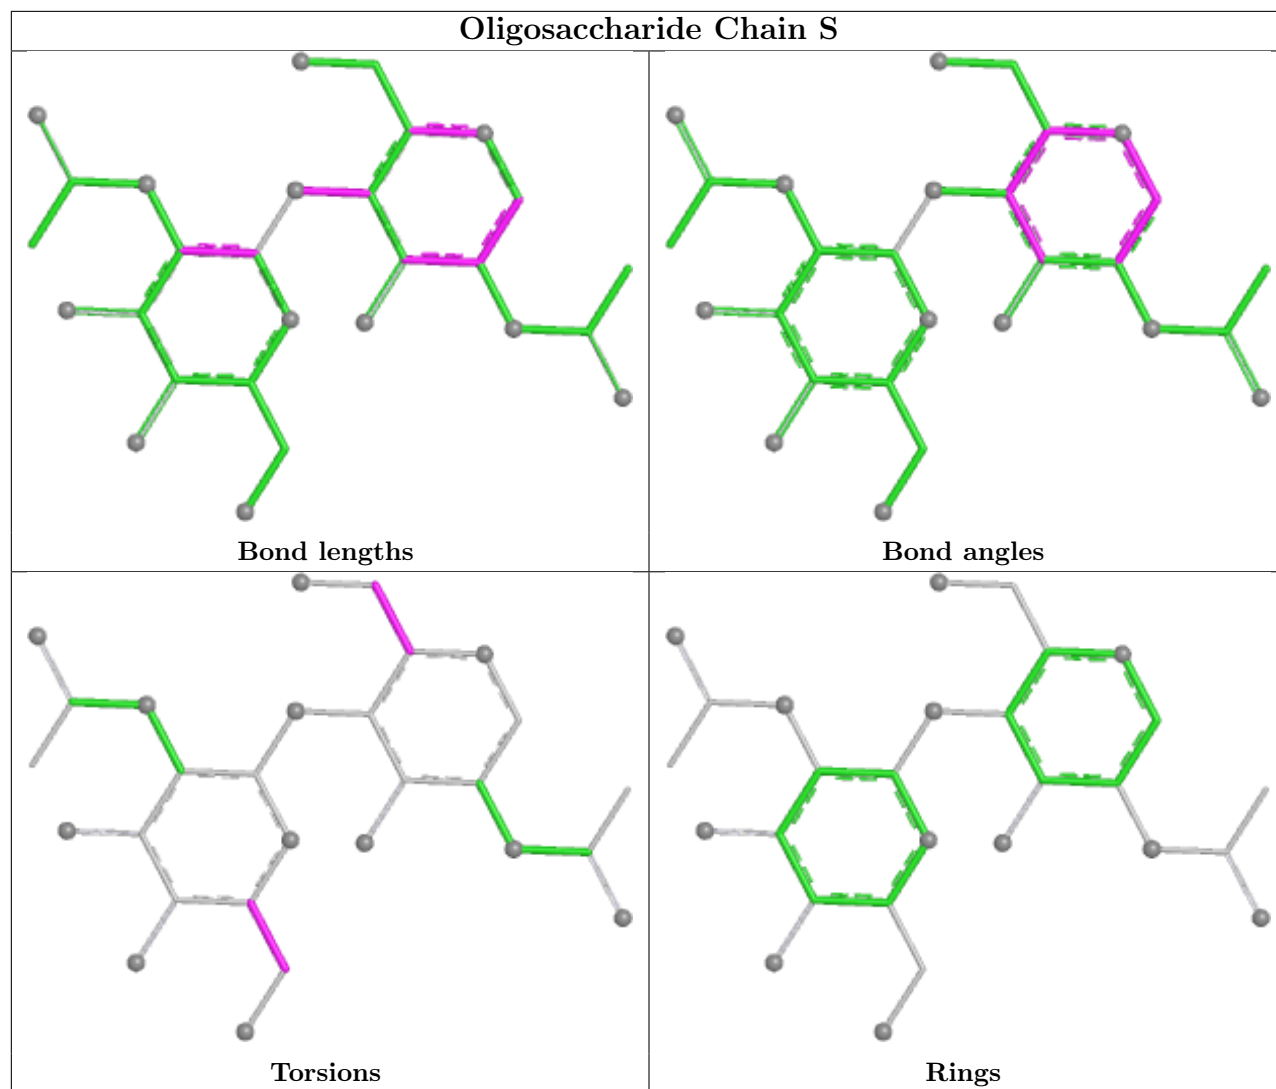 Oligosaccharide Chain S
Bond lengths
Bond angles
Torsions
Rings